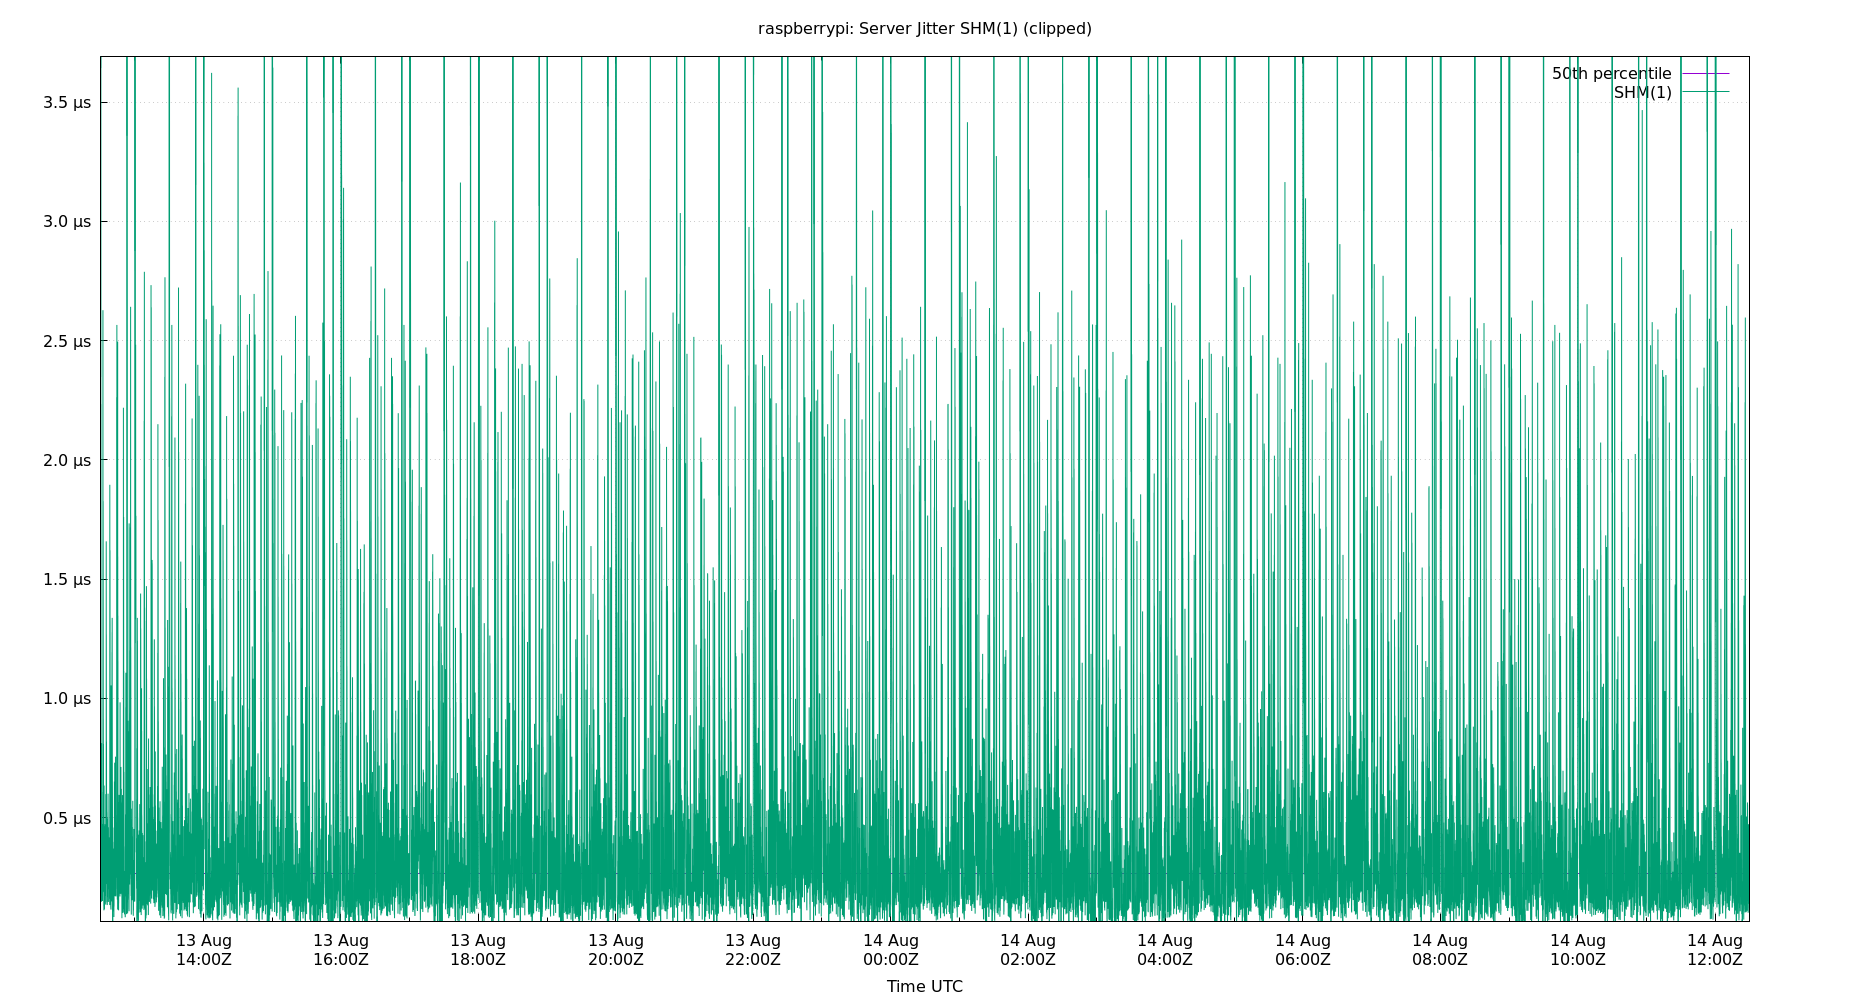 raspberrypi: Server Jitter SHM(1) (clipped)
50th percentile
SHM(1)
3.5 µs
3.0 µs
2.5 µs
2.0 µs
1.5 µs
1.0 µs
0.5 µs
13 Aug 13 Aug 13 Aug 13 Aug 13 Aug 14 Aug 14 Aug 14 Aug 14 Aug 14 Aug 14 Aug 14 Aug
14:00Z 16:00Z 18:00Z 20:00Z 22:00Z 00:00Z 02:00Z 04:00Z 06:00Z 08:00Z 10:00Z 12:00Z
Time UTC